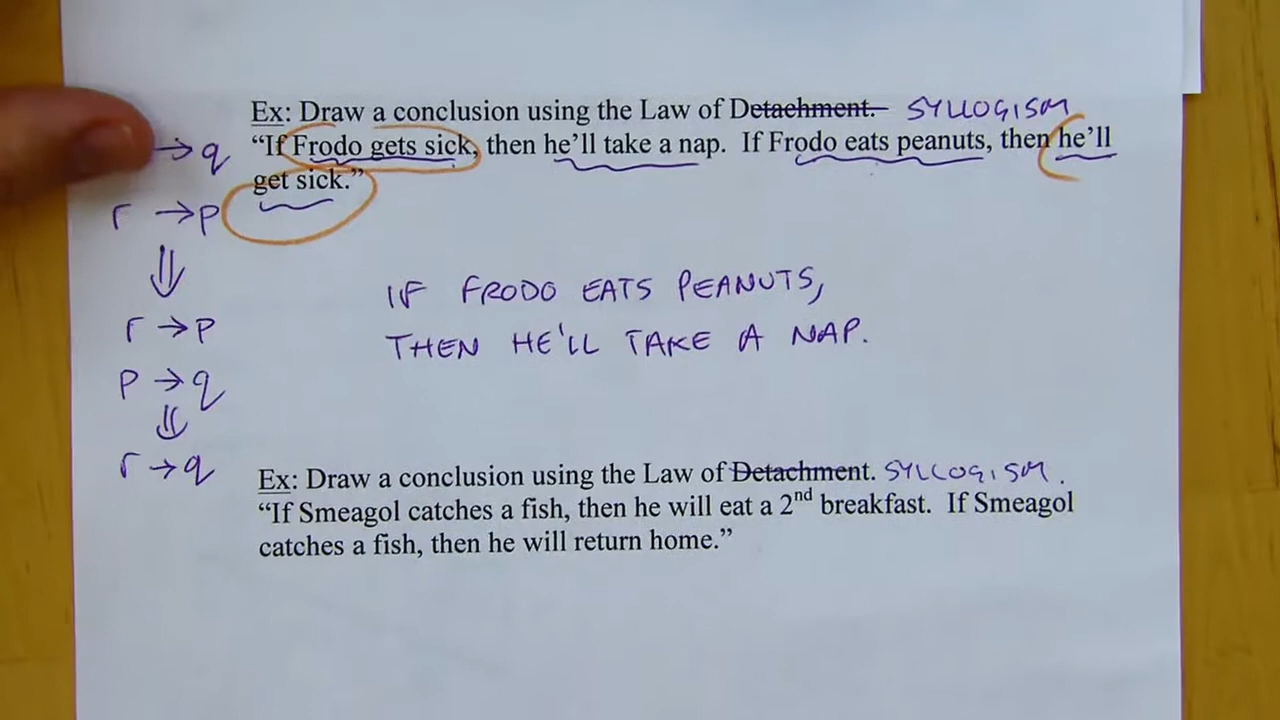 Ex: Draw a conclusion using the Law of Detachment. SYLLOGISM
→q "If Frodo gets sick, then he'll take a nap. If Frodo eats peanuts, then he'll
get sick."
r →p
⇓
IF FRODO EATS PEANUTS,
r →p
THEN HE'LL TAKE A NAP.
p →q
⇓
r →q
Ex: Draw a conclusion using the Law of Detachment. SYLLOGISM.
"If Smeagol catches a fish, then he will eat a 2nd breakfast. If Smeagol
catches a fish, then he will return home."